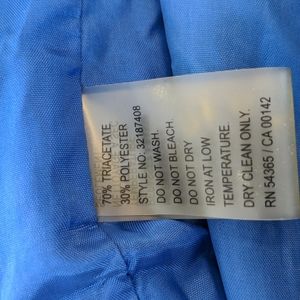 70% TRIACETATE
30% POLYESTER
STYLE NO. 32187408
DO NOT WASH.
DO NOT BLEACH.
DO NOT DRY
IRON AT LOW
TEMPERATURE.
DRY CLEAN ONLY.
RN 54365 / CA 00142